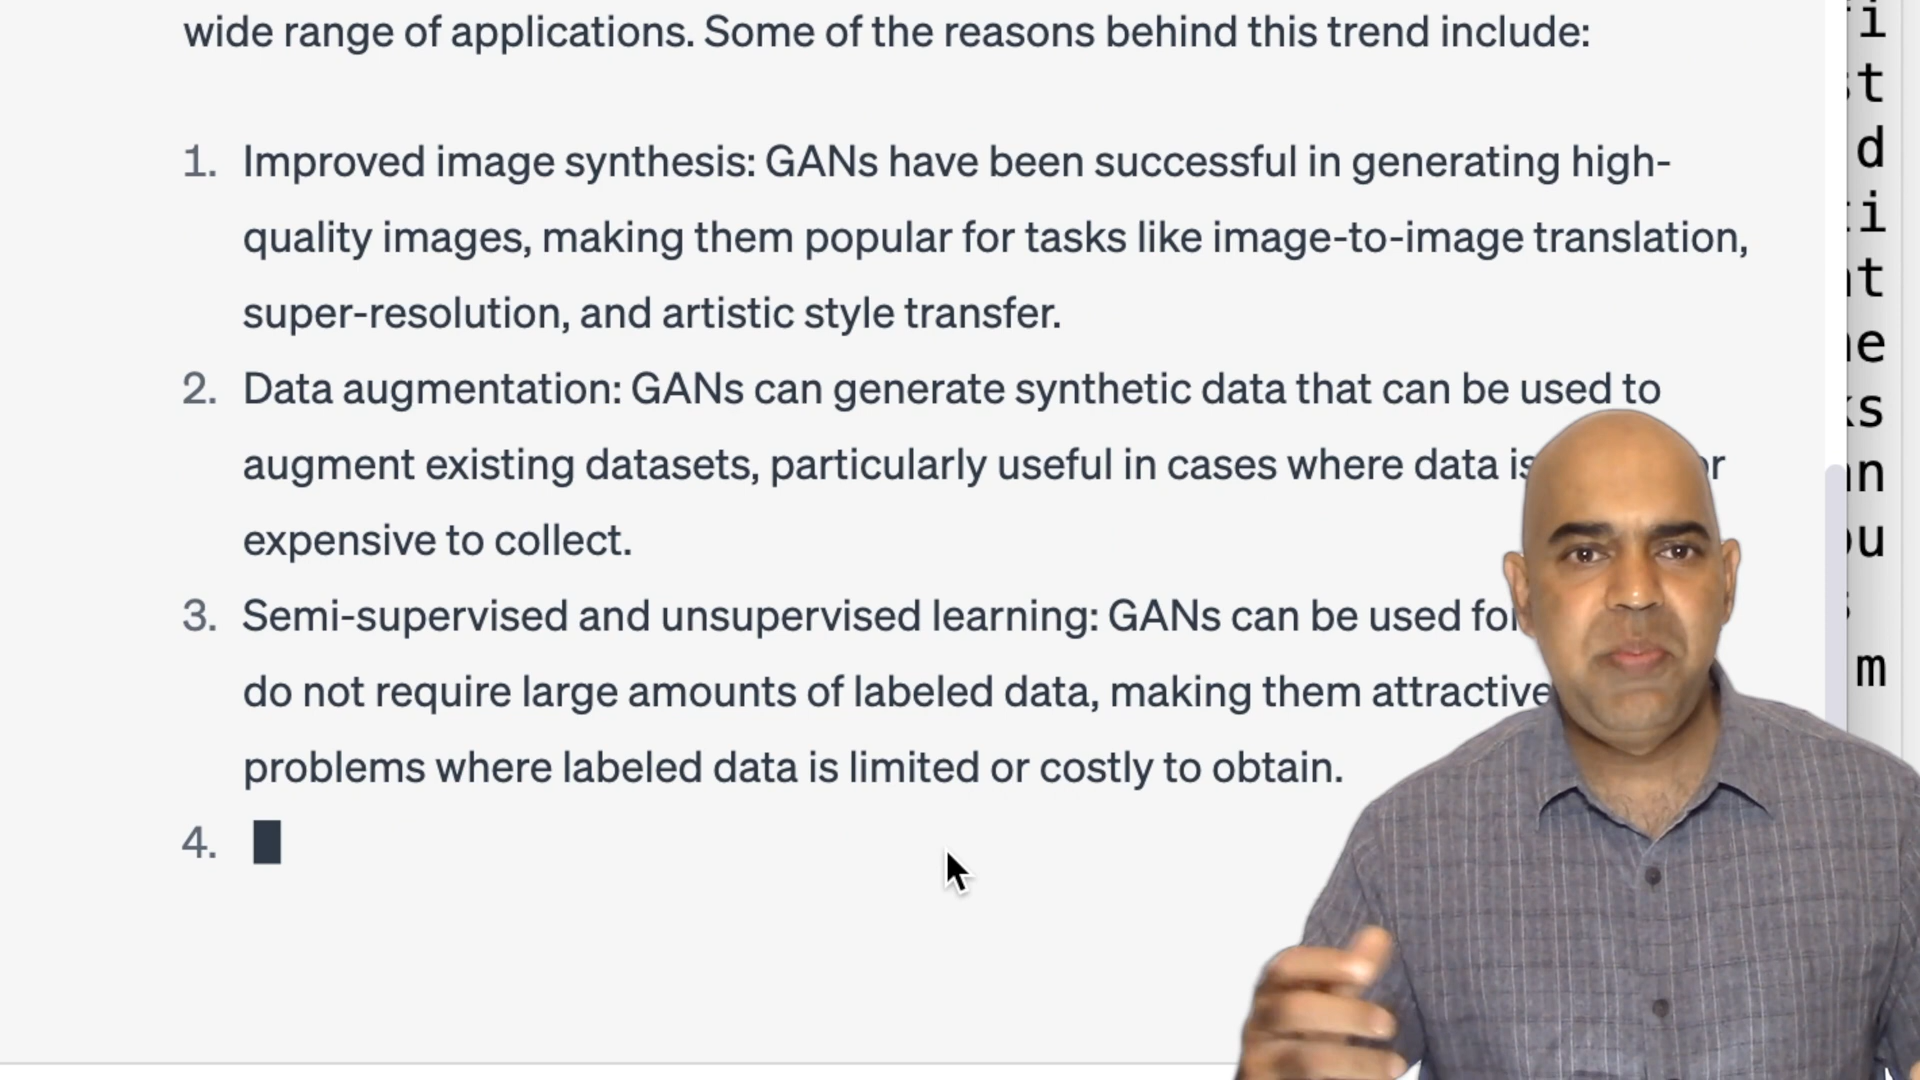 wide range of applications. Some of the reasons behind this trend include:
1. Improved image synthesis: GANs have been successful in generating high-
quality images, making them popular for tasks like image-to-image translation,
super-resolution, and artistic style transfer.
2. Data augmentation: GANs can generate synthetic data that can be used to
augment existing datasets, particularly useful in cases where data is
expensive to collect.
3. Semi-supervised and unsupervised learning: GANs can be used for
do not require large amounts of labeled data, making them attractive
problems where labeled data is limited or costly to obtain.
4.